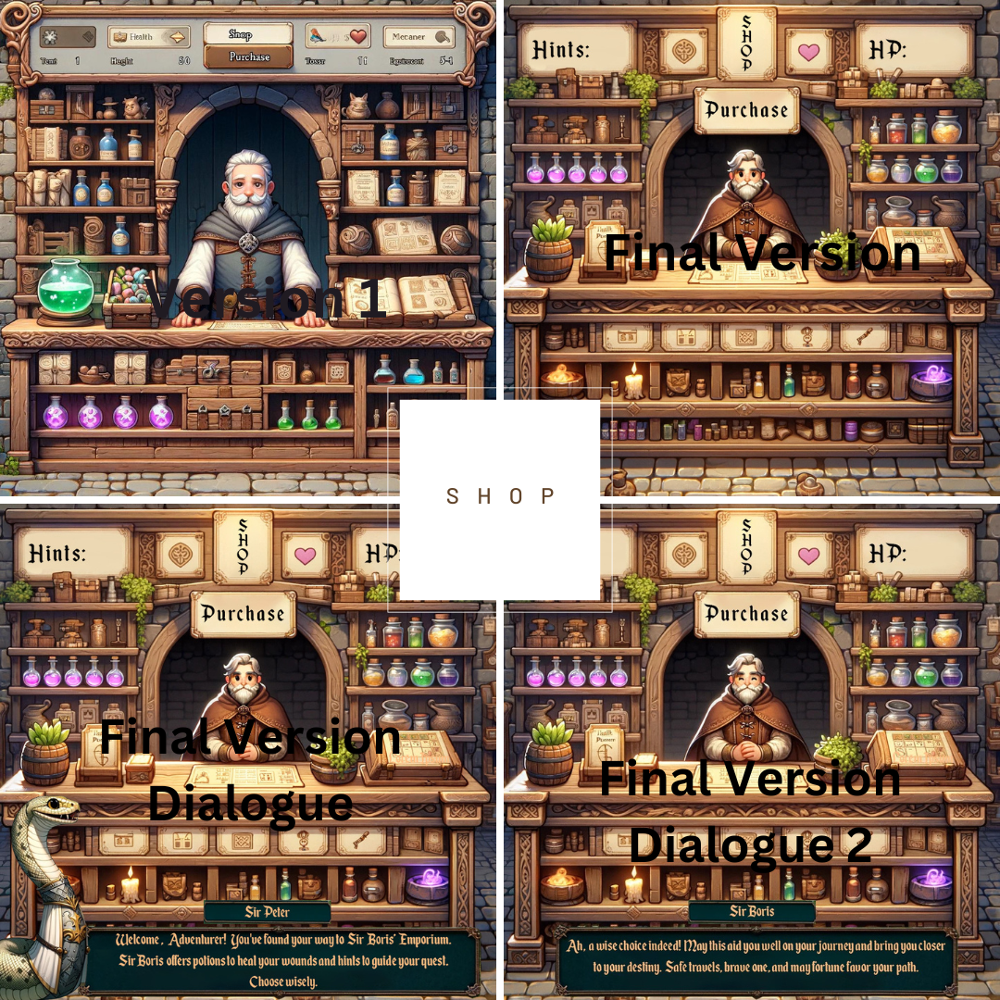 Health
Snop
Purchase
Mecaner
1
50
Version 1
Hints:
SHOP
HP:
Purchase
Final Version
SHOP
Hints:
SHOP
HP:
Purchase
Final Version
Dialogue
Sir Peter
Welcome, Adventurer! You've found your way to Sir Boris' Emporium.
Sir Boris offers potions to heal your wounds and hints to guide your quest.
Choose wisely.
SHOP
HP:
Purchase
Final Version
Dialogue 2
Sir Boris
Ah, a wise choice indeed! May this aid you well on your journey and bring you closer
to your destiny. Safe travels, brave one, and may fortune favor your path.